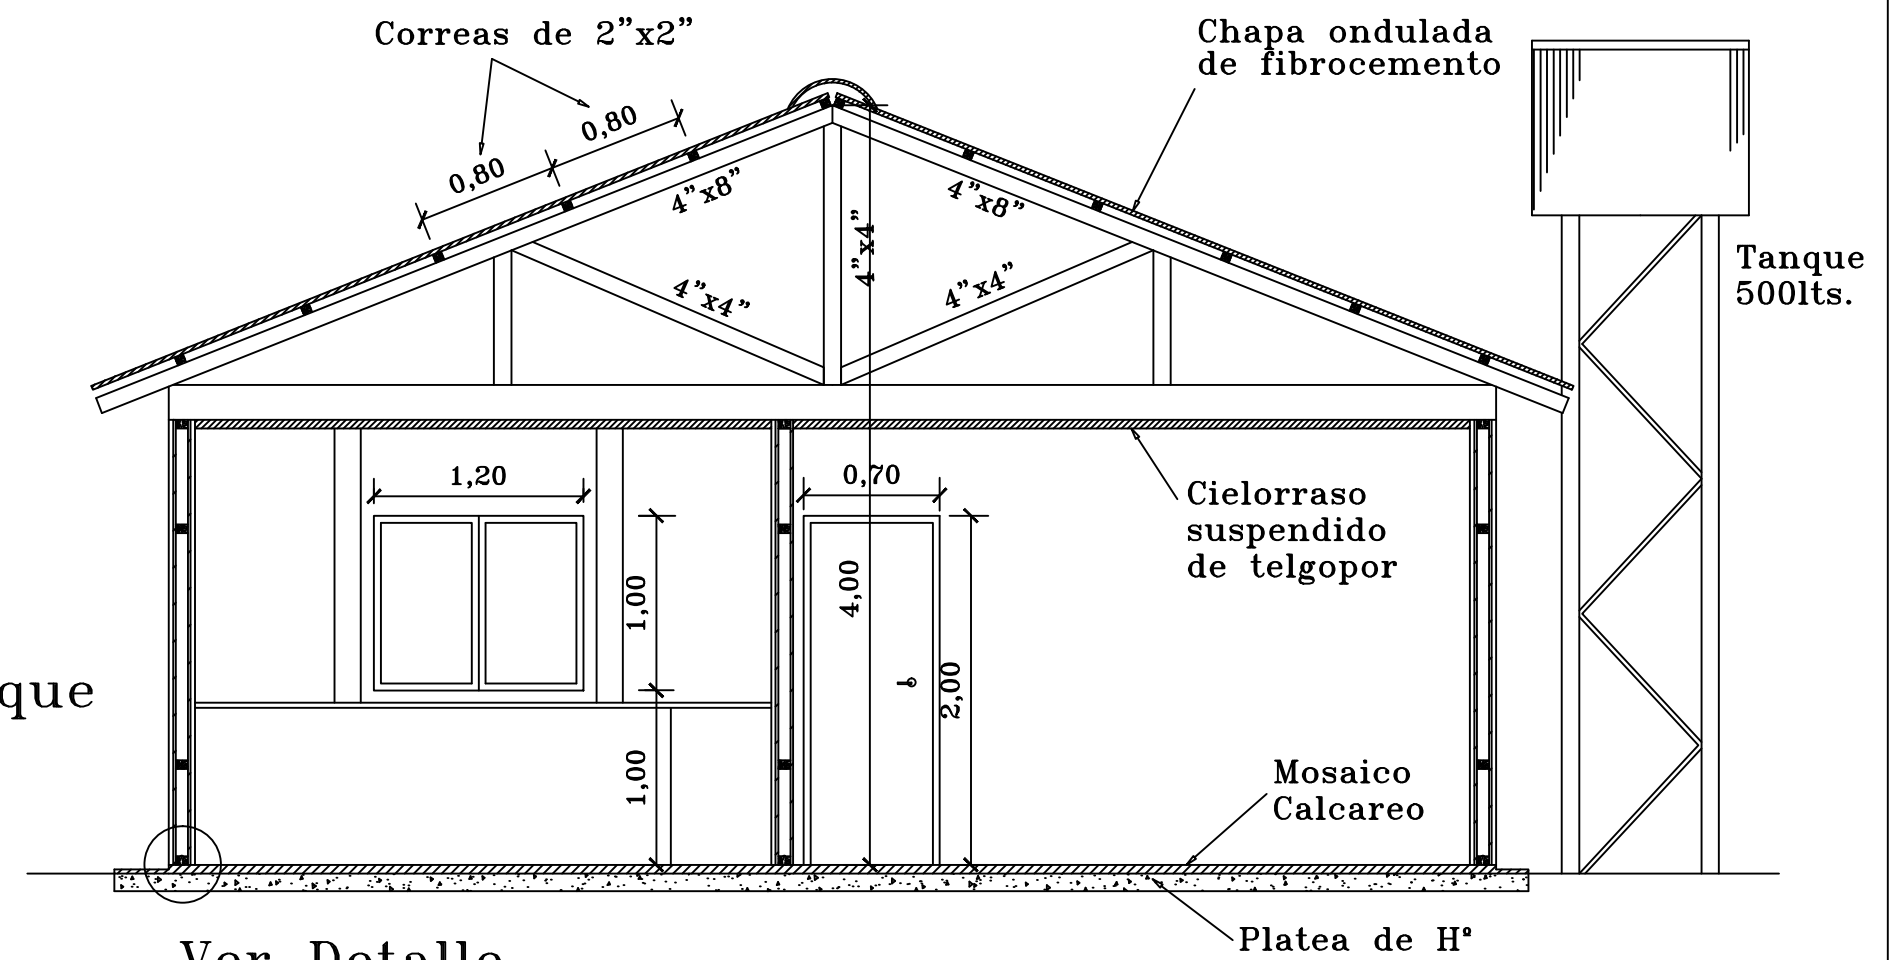 Correas de 2”x2”
Chapa ondulada
de fibrocemento
0,80
0,80
4”x8”
4”x8”
4”x4”
4”x4”
4”x4”
Tanque
500lts.
1,20
0,70
Cielorraso
suspendido
de telgopor
1,00
4,00
2,00
que
1,00
Mosaico
Calcareo
Platea de Hº
Ver Detalle